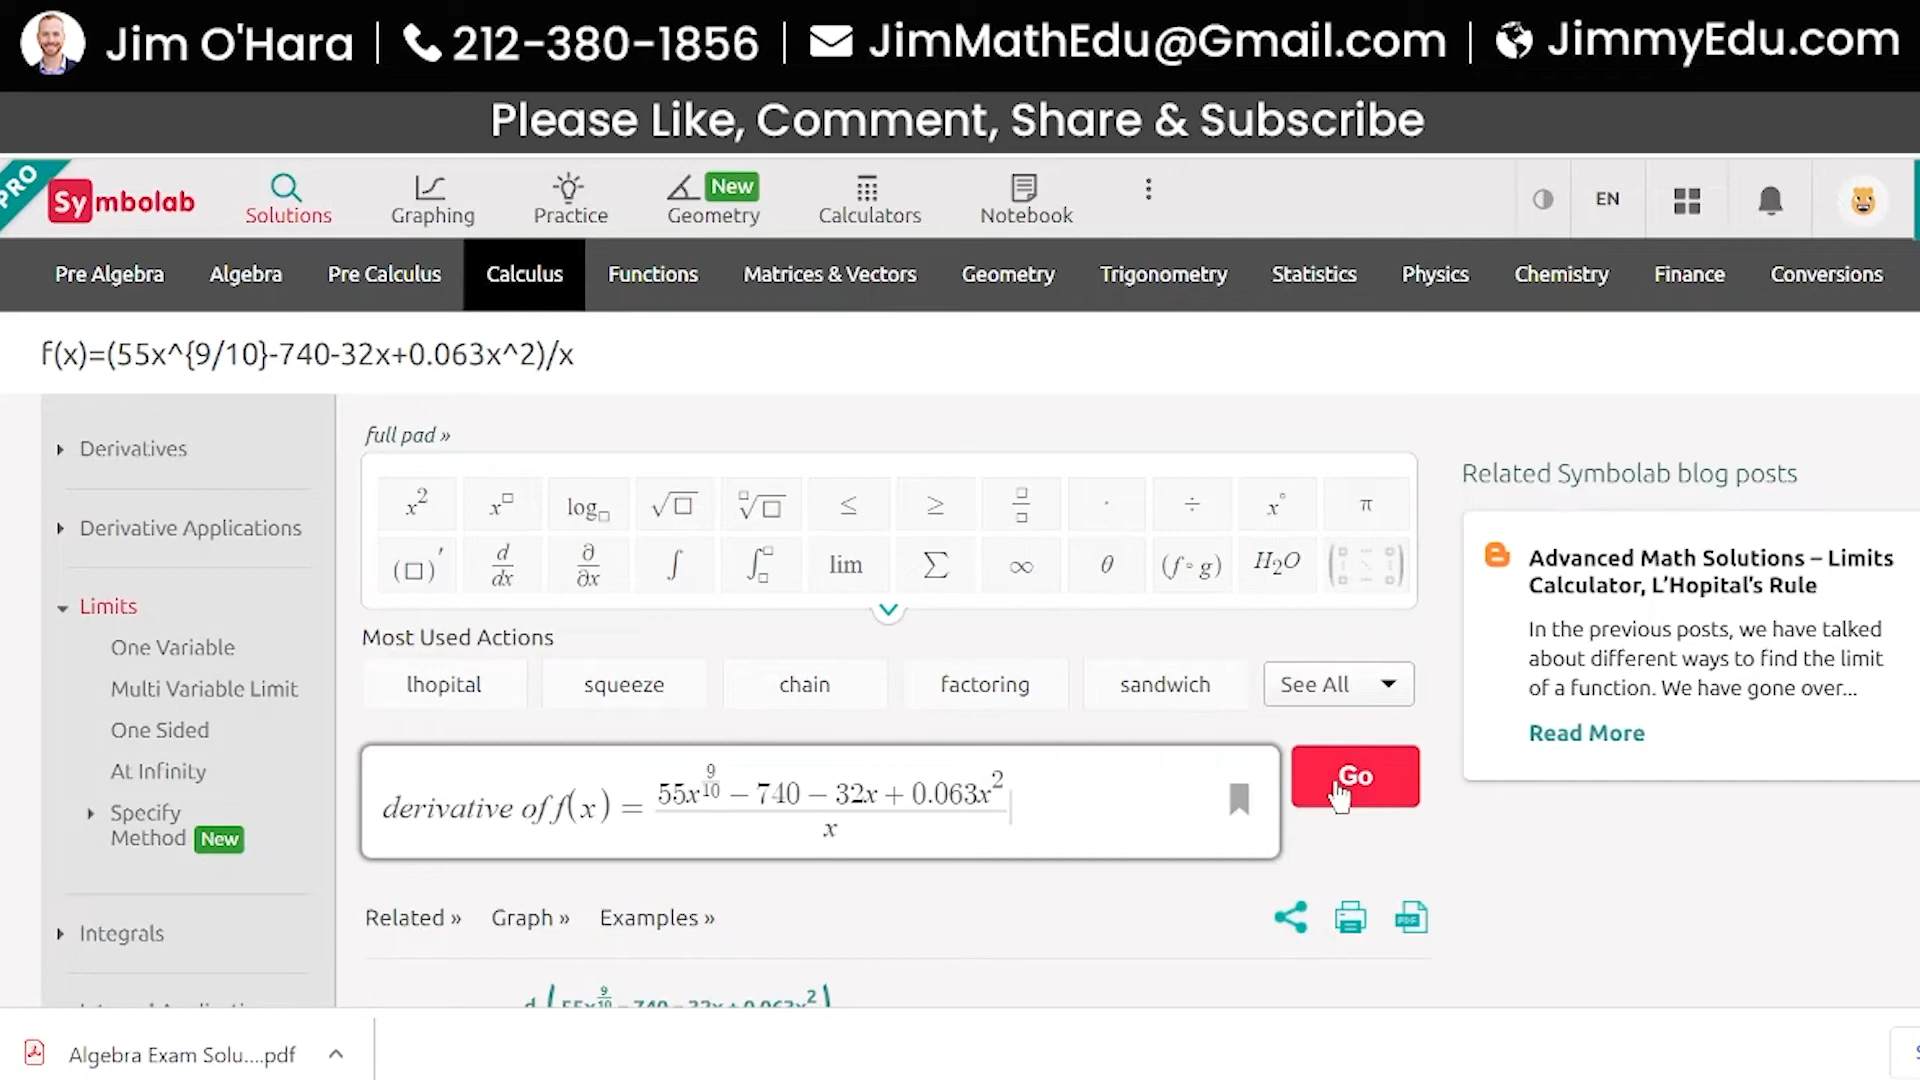 Jim O'Hara | 212-380-1856 | JimMathEdu@Gmail.com | JimmyEdu.com
Please Like, Comment, Share & Subscribe
PRO
Symbolab
Solutions
Graphing
Practice
New
Geometry
Calculators
Notebook
EN
Pre Algebra Algebra Pre Calculus Calculus Functions Matrices & Vectors Geometry Trigonometry Statistics Physics Chemistry Finance Conversions
f(x)=(55x^{9/10}-740-32x+0.063x^2)/x
Derivatives
Derivative Applications
Limits
One Variable
Multi Variable Limit
One Sided
At Infinity
Specify
Method New
Integrals
full pad »
x² x^□ log_□ √□ ^□√□ ≤ ≥ □/□ · ÷ x° π
(□)' d/dx ∂/∂x ∫ ∫_□^□ lim ∑ ∞ θ (f∘g) H₂O
Most Used Actions
lhopital squeeze chain factoring sandwich See All
derivative of f(x) = (55x^(9/10) − 740 − 32x + 0.063x²)/x
Go
Related » Graph » Examples »
PDF
Related Symbolab blog posts
Advanced Math Solutions – Limits
Calculator, L'Hopital's Rule
In the previous posts, we have talked
about different ways to find the limit
of a function. We have gone over...
Read More
Algebra Exam Solu....pdf